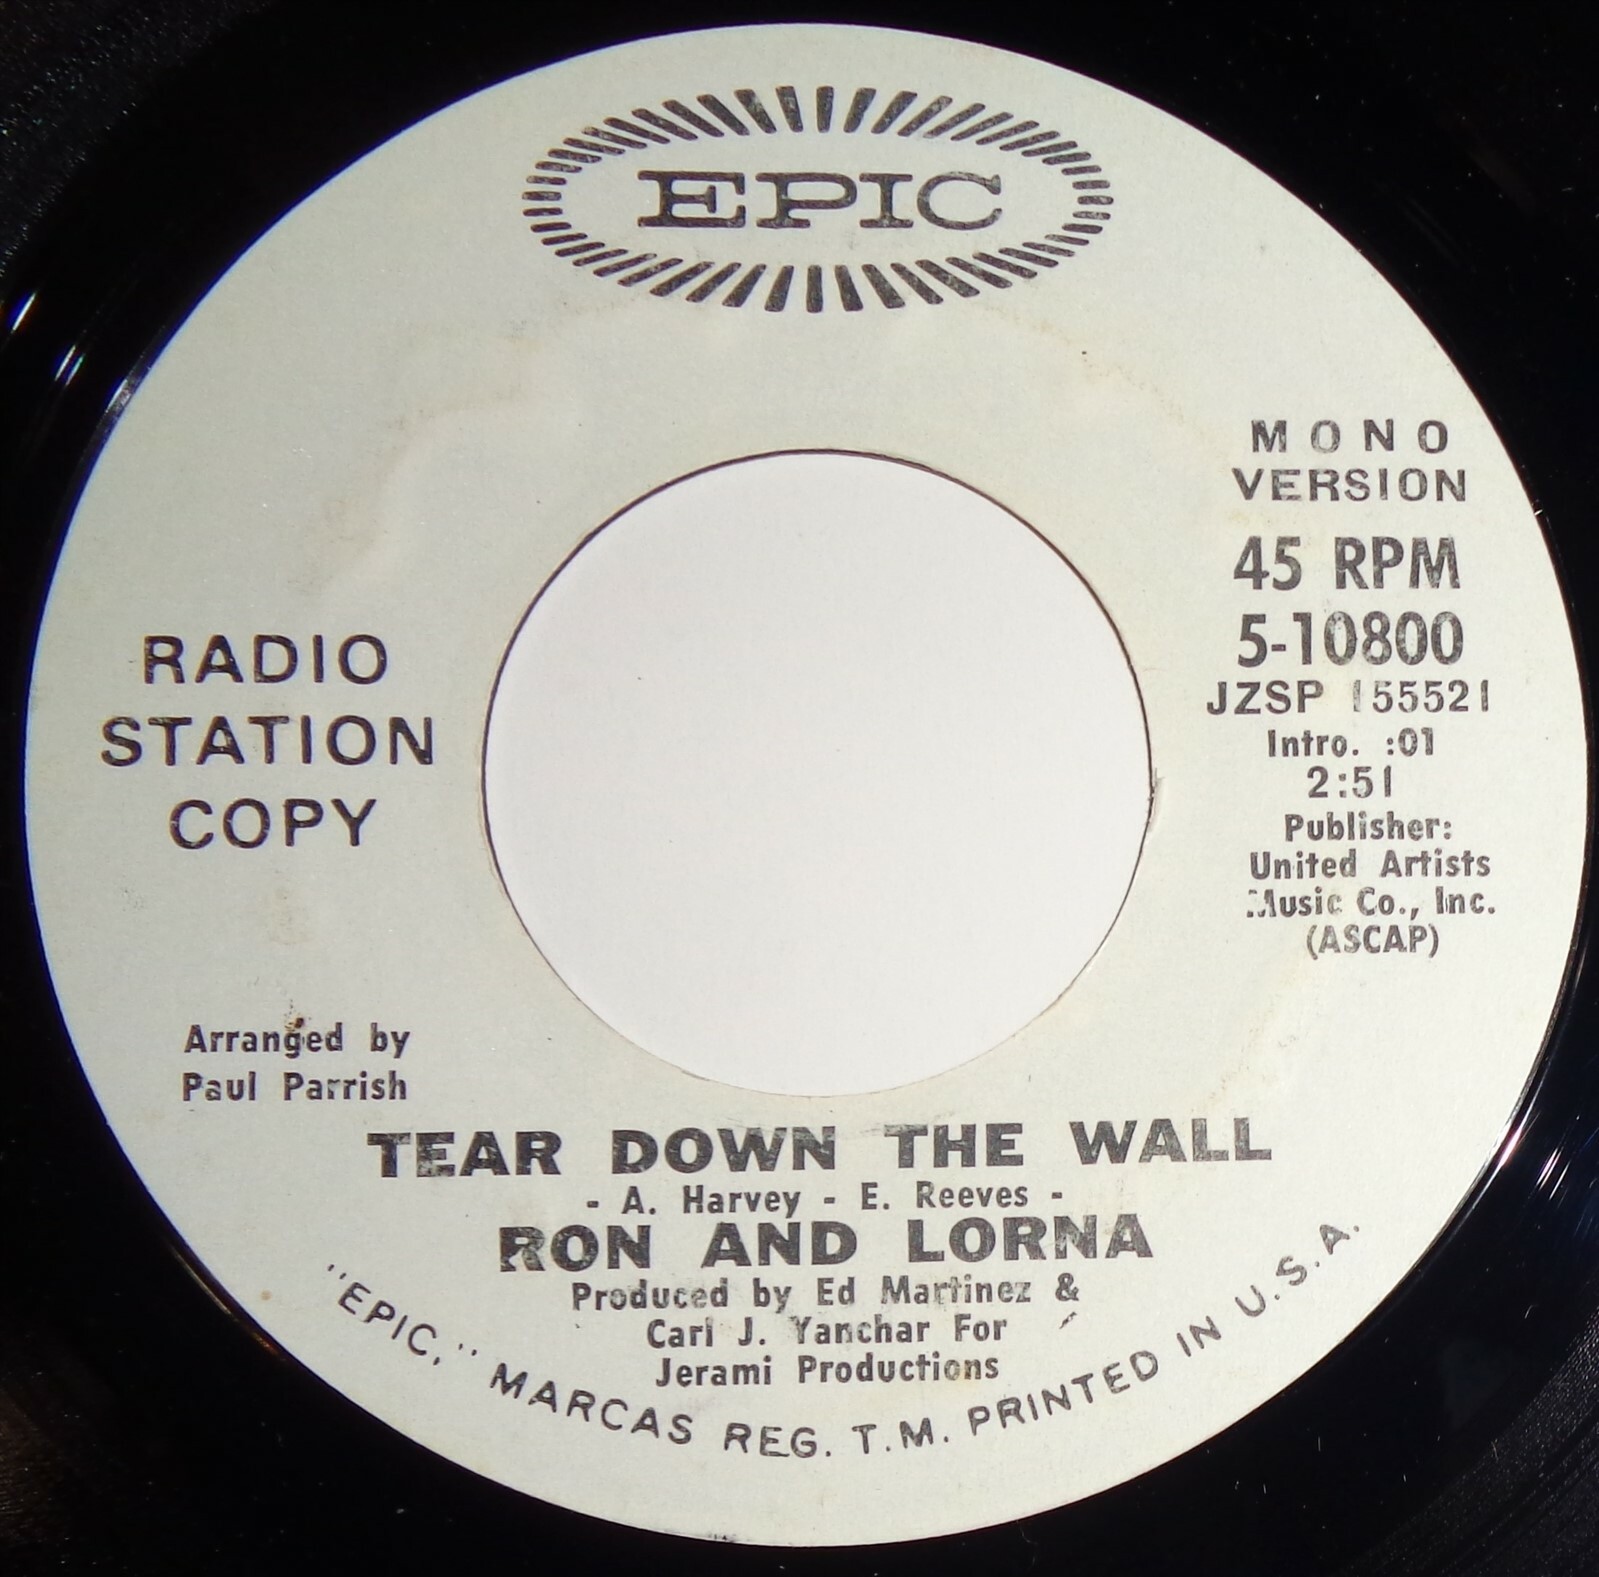 EPIC
MONO
VERSION
45 RPM
5-10800
JZSP 155521
Intro. :01
2:51
Publisher:
United Artists
Music Co., Inc.
(ASCAP)
RADIO
STATION
COPY
Arranged by
Paul Parrish
TEAR DOWN THE WALL
- A. Harvey - E. Reeves -
RON AND LORNA
Produced by Ed Martinez &
Carl J. Yanchar For
Jerami Productions
"EPIC," MARCAS REG. T.M. PRINTED IN U.S.A.